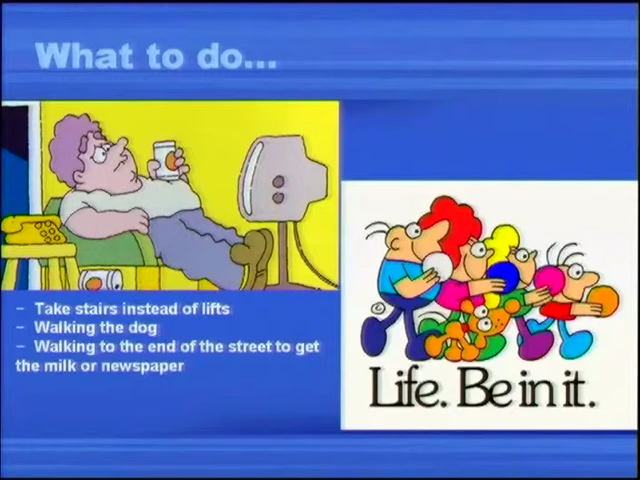 What to do...
– Take stairs instead of lifts
– Walking the dog
– Walking to the end of the street to get
the milk or newspaper
©
Life. Be in it.